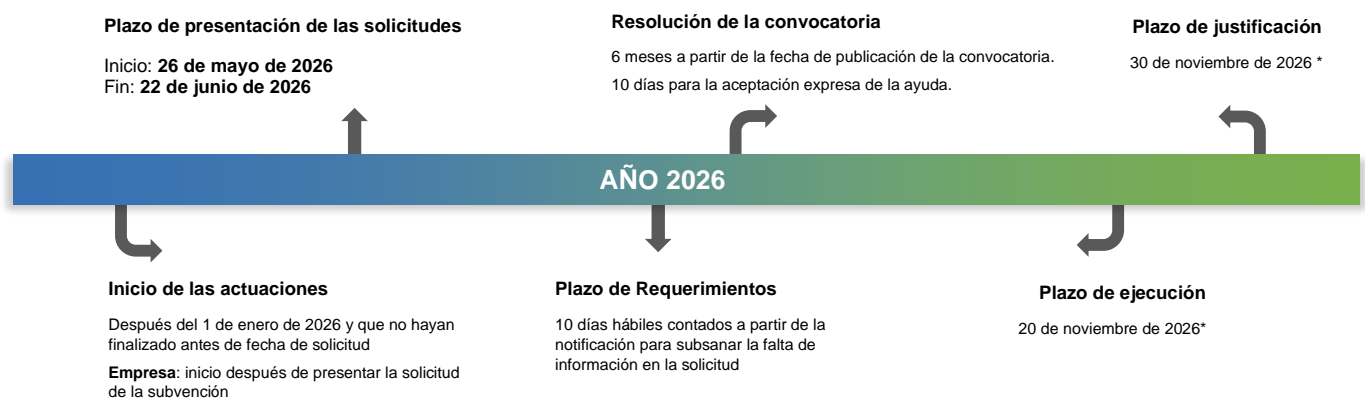 Plazo de presentación de las solicitudes
Inicio: 26 de mayo de 2026
Fin: 22 de junio de 2026
Resolución de la convocatoria
6 meses a partir de la fecha de publicación de la convocatoria.
10 días para la aceptación expresa de la ayuda.
Plazo de justificación
30 de noviembre de 2026 *
AÑO 2026
Inicio de las actuaciones
Después del 1 de enero de 2026 y que no hayan
finalizado antes de fecha de solicitud
Empresa: inicio después de presentar la solicitud
de la subvención
Plazo de Requerimientos
10 días hábiles contados a partir de la
notificación para subsanar la falta de
información en la solicitud
Plazo de ejecución
20 de noviembre de 2026*